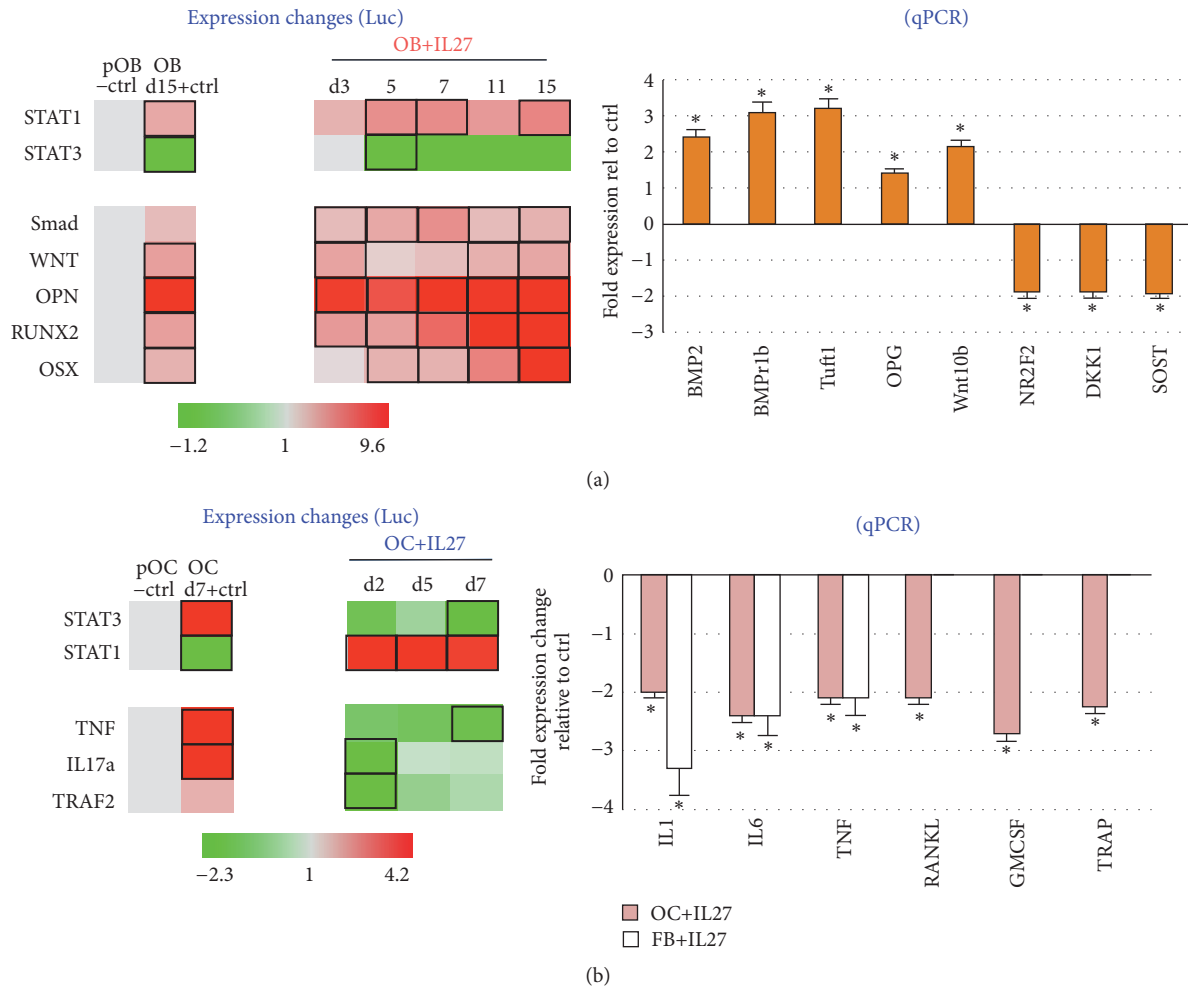 Expression changes (Luc)
(qPCR)
OB+IL27
pOB OB
−ctrl d15+ctrl
d3 5 7 11 15
STAT1
STAT3
Smad
WNT
OPN
RUNX2
OSX
−1.2 1 9.6
Fold expression rel to ctrl
4
3
2
1
0
−1
−2
−3
* * * * * * * *
BMP2
BMPr1b
Tuft1
OPG
Wnt10b
NR2F2
DKK1
SOST
(a)
Expression changes (Luc)
(qPCR)
OC+IL27
pOC OC
−ctrl d7+ctrl
d2 d5 d7
STAT3
STAT1
TNF
IL17a
TRAF2
−2.3 1 4.2
Fold expression change
relative to ctrl
0
−1
−2
−3
−4
* * * * * * * * *
IL1
IL6
TNF
RANKL
GMCSF
TRAP
OC+IL27
FB+IL27
(b)